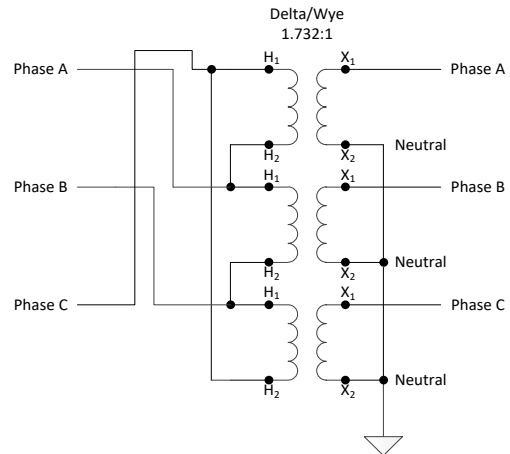 Delta/Wye
1.732:1
Phase A
H1
X1
Phase A
H2
X2
Neutral
Phase B
H1
X1
Phase B
H2
X2
Neutral
Phase C
H1
X1
Phase C
H2
X2
Neutral